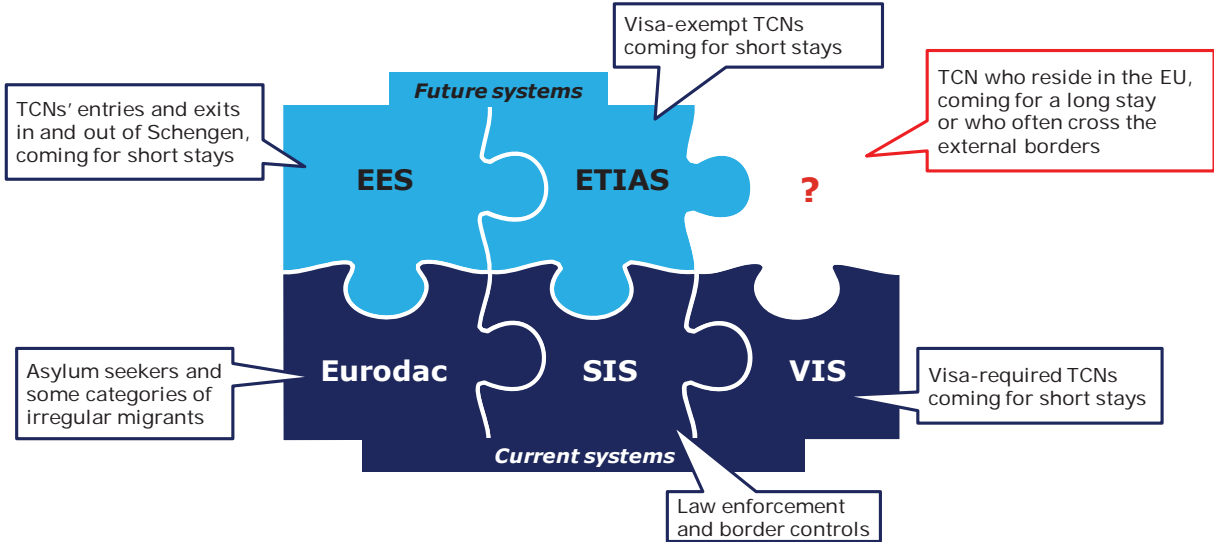 Visa-exempt TCNs
coming for short stays
TCN who reside in the EU,
coming for a long stay
or who often cross the
external borders
Future systems
TCNs' entries and exits
in and out of Schengen,
coming for short stays
EES
ETIAS
?
Eurodac
SIS
VIS
Asylum seekers and
some categories of
irregular migrants
Visa-required TCNs
coming for short stays
Current systems
Law enforcement
and border controls